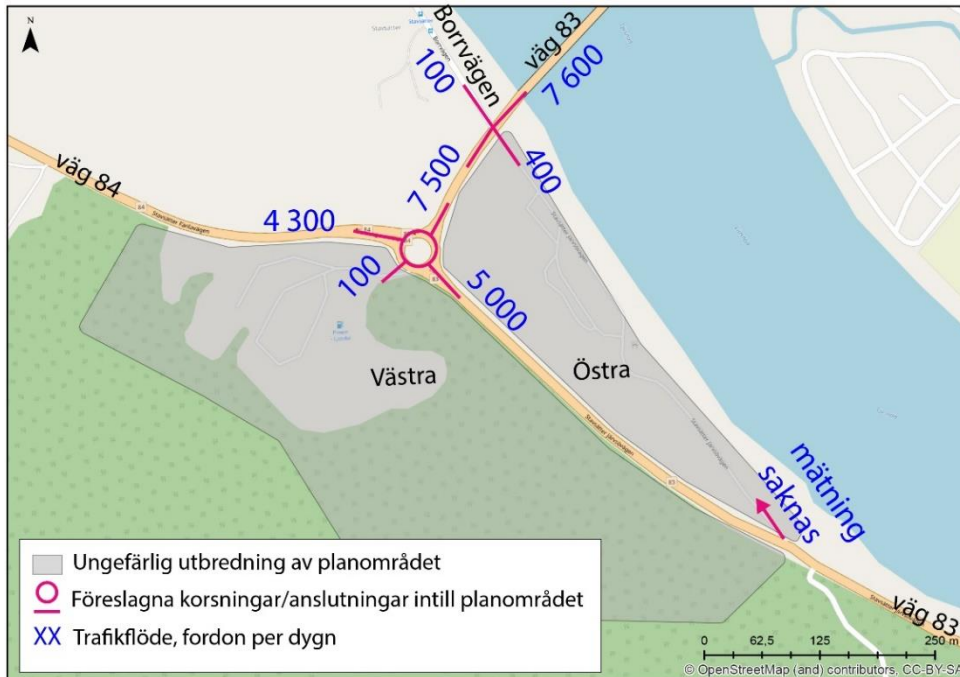 N
Borrvägen
100
väg 83
7 600
väg 84
7 500
400
4 300
100
5 000
Västra
Östra
mätning
saknas
väg 83
Ungefärlig utbredning av planområdet
Föreslagna korsningar/anslutningar intill planområdet
XX Trafikflöde, fordon per dygn
0 62,5 125 250 m
© OpenStreetMap (and) contributors, CC-BY-SA